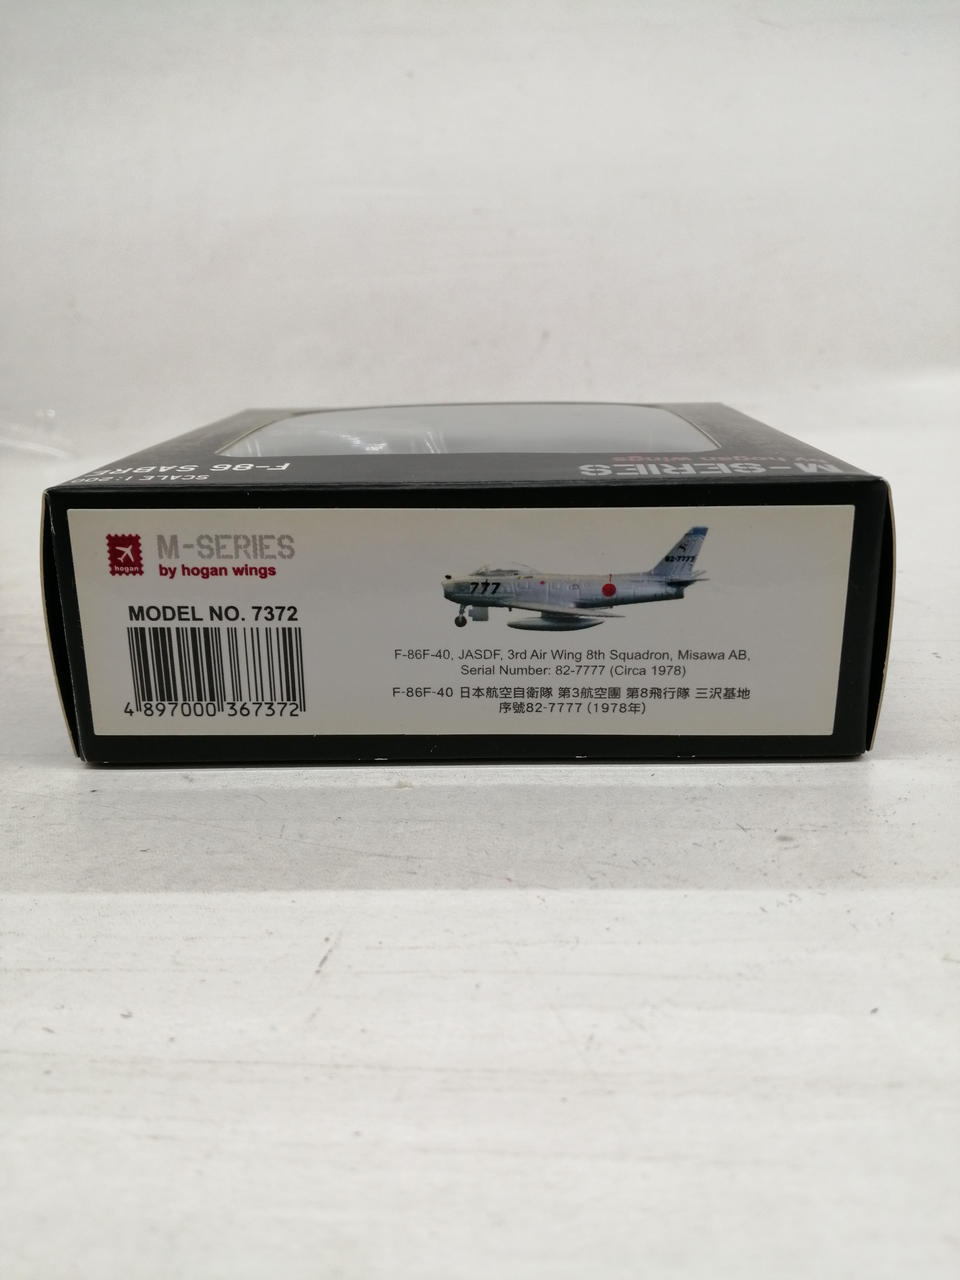 SCALE 1:200
F-86 SABRE
M-SERIES
by hogan wings
hogan
M-SERIES
by hogan wings
MODEL NO. 7372
4 897000 367372
777
82-7777
F-86F-40, JASDF, 3rd Air Wing 8th Squadron, Misawa AB,
Serial Number: 82-7777 (Circa 1978)
F-86F-40 日本航空自衛隊 第3航空團 第8飛行隊 三沢基地
序號82-7777 (1978年)